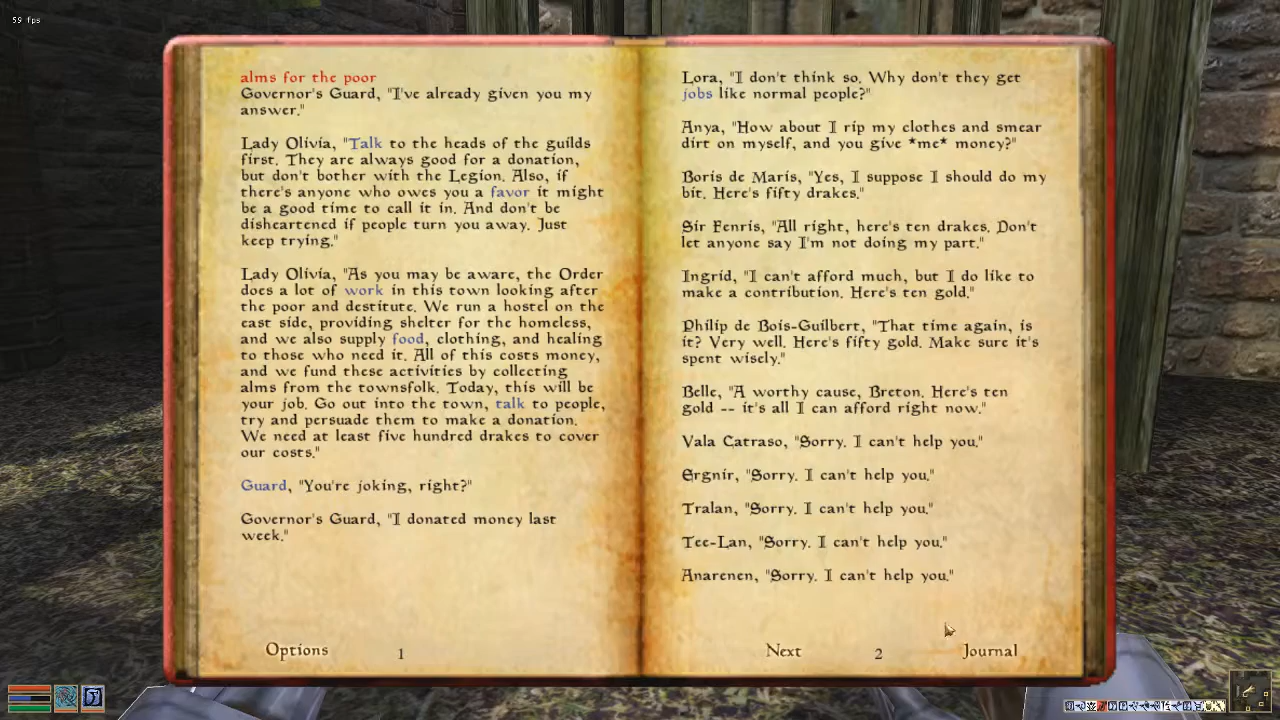 59 fps
alms for the poor
Governor's Guard, "I've already given you my
answer."
Lady Olivia, "Talk to the heads of the guilds
first. They are always good for a donation,
but don't bother with the Legion. Also, if
there's anyone who owes you a favor it might
be a good time to call it in. And don't be
disheartened if people turn you away. Just
keep trying."
Lady Olivia, "As you may be aware, the Order
does a lot of work in this town looking after
the poor and destitute. We run a hostel on the
east side, providing shelter for the homeless,
and we also supply food, clothing, and healing
to those who need it. All of this costs money,
and we fund these activities by collecting
alms from the townsfolk. Today, this will be
your job. Go out into the town, talk to people,
try and persuade them to make a donation.
We need at least five hundred drakes to cover
our costs."
Guard, "You're joking, right?"
Governor's Guard, "I donated money last
week."
Options
1
Lora, "I don't think so. Why don't they get
jobs like normal people?"
Anya, "How about I rip my clothes and smear
dirt on myself, and you give *me* money?"
Boris de Maris, "Yes, I suppose I should do my
bit. Here's fifty drakes."
Sir Fenris, "All right, here's ten drakes. Don't
let anyone say I'm not doing my part."
Ingrid, "I can't afford much, but I do like to
make a contribution. Here's ten gold."
Philip de Bois-Guilbert, "That time again, is
it? Very well. Here's fifty gold. Make sure it's
spent wisely."
Belle, "A worthy cause, Breton. Here's ten
gold -- it's all I can afford right now."
Vala Catraso, "Sorry. I can't help you."
Ergnir, "Sorry. I can't help you."
Tralan, "Sorry. I can't help you."
Tee-Lan, "Sorry. I can't help you."
Anarenen, "Sorry. I can't help you."
Next
2
Journal